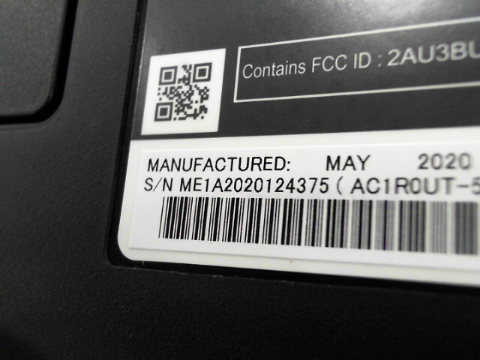 Contains FCC ID : 2AU3BU
MANUFACTURED: MAY 2020
S/N ME1A2020124375 ( AC1R0UT-5